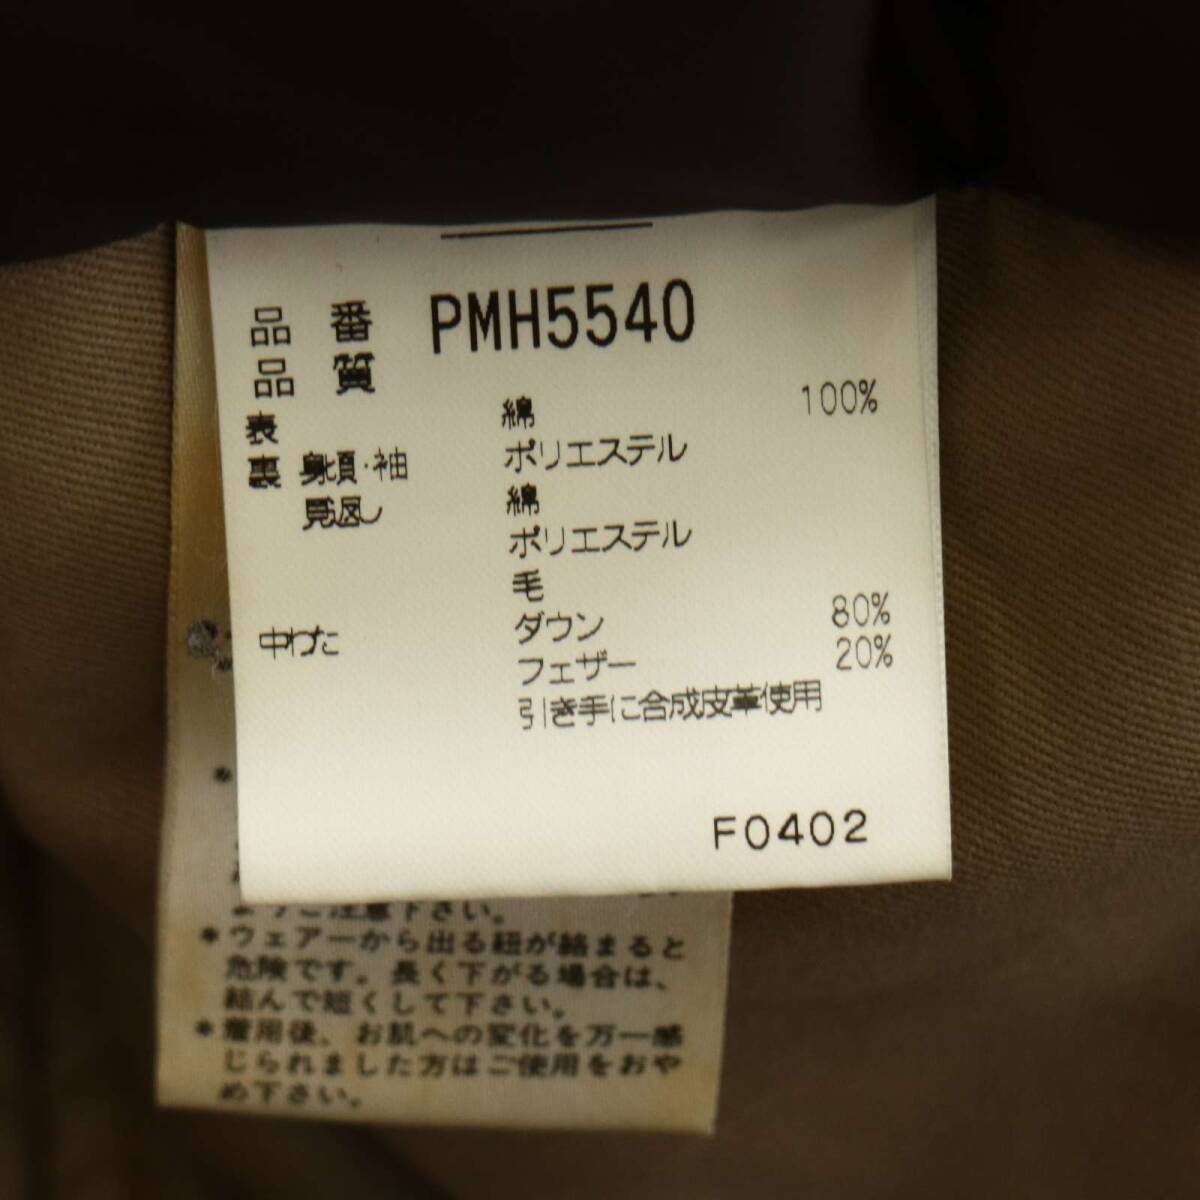 品 番 PMH5540
品 質
表 綿 100%
裏 身頃・袖 ポリエステル
見返し 綿
ポリエステル
毛
中わた ダウン 80%
フェザー 20%
引き手に合成皮革使用
F0402
*
ようご注意下さい。
*ウェアーから出る紐が絡まると
危険です。長く下がる場合は、
結んで短くして下さい。
*着用後、お肌への変化を万一感
じられました方はご使用をおや
め下さい。